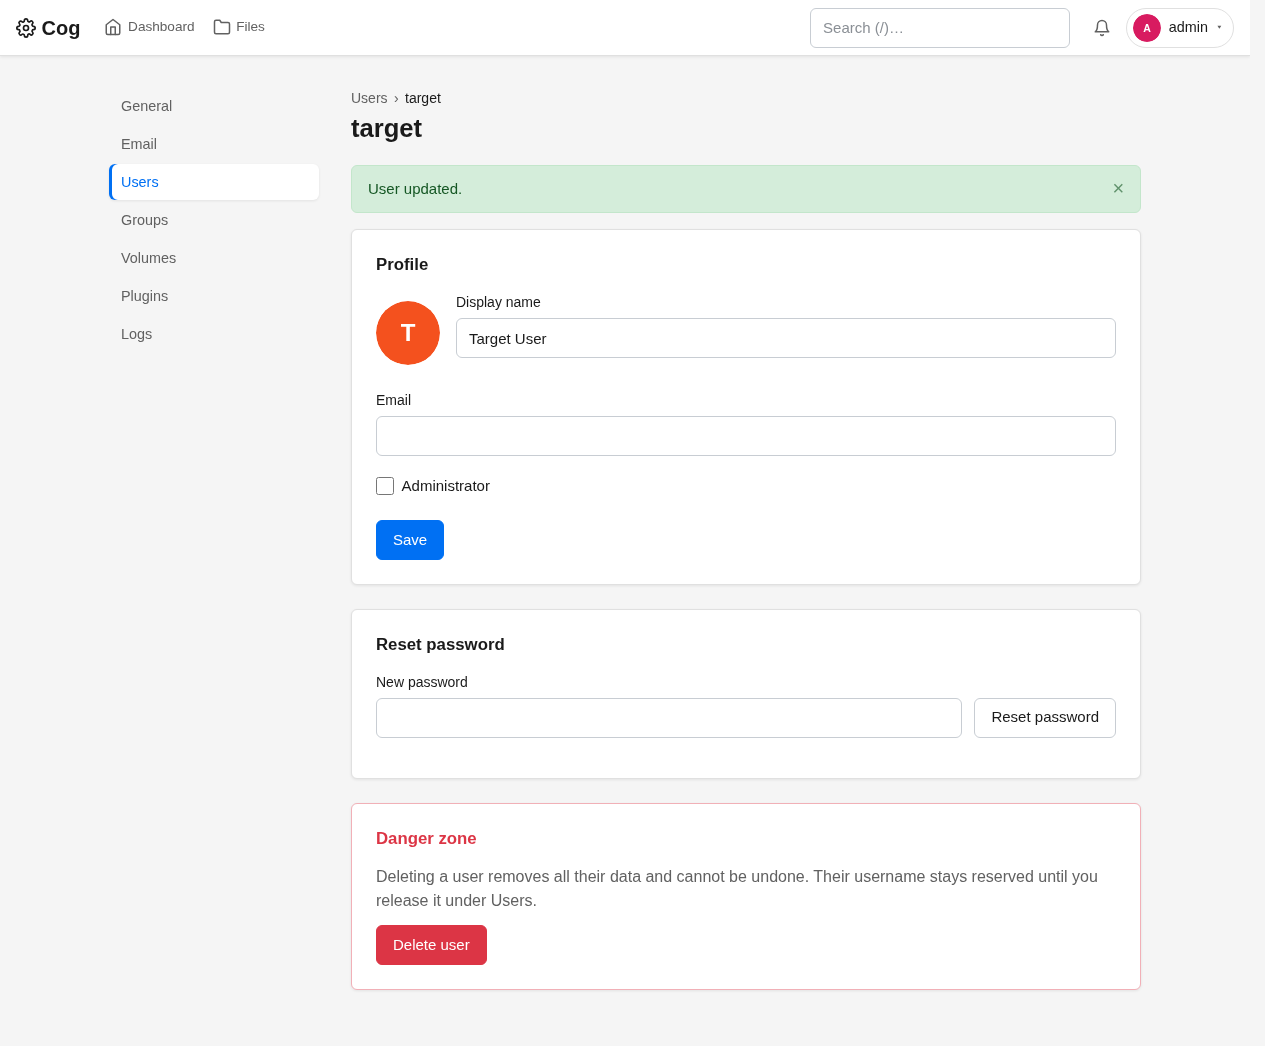 Cog
Dashboard
Files
Search (/)…
A
admin
General
Email
Users
Groups
Volumes
Plugins
Logs
Users › target
target
User updated.
×
Profile
T
Display name
Target User
Email
Administrator
Save
Reset password
New password
Reset password
Danger zone
Deleting a user removes all their data and cannot be undone. Their username stays reserved until you
release it under Users.
Delete user